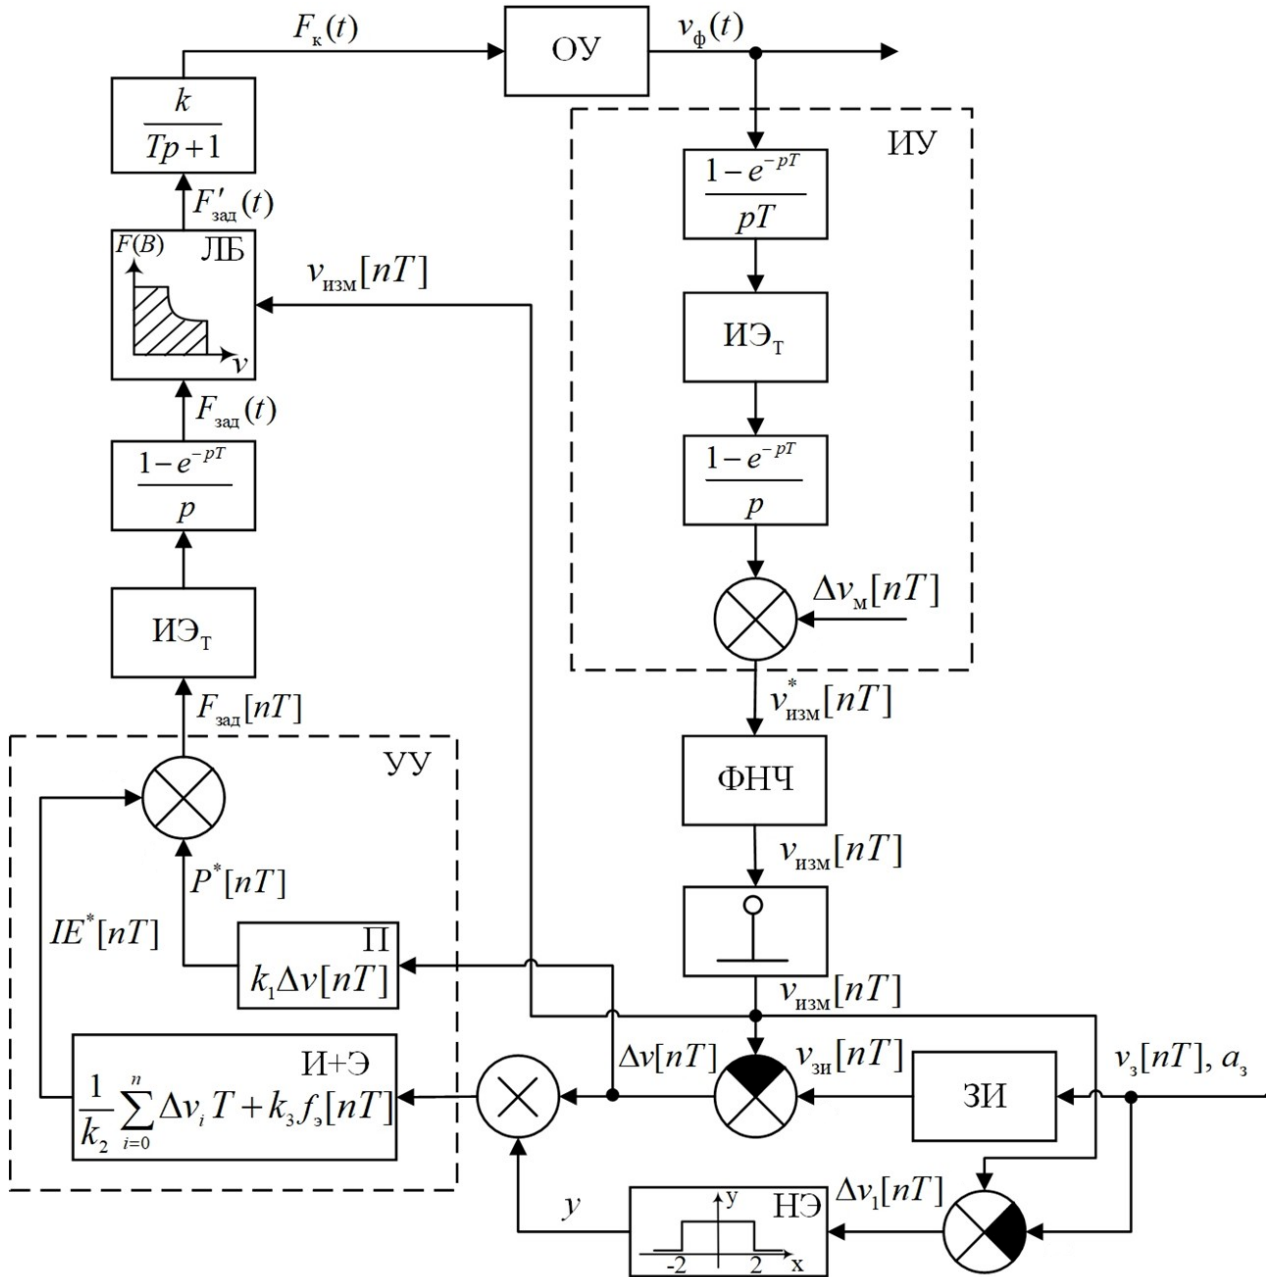 F_к(t)
ОУ
v_ф(t)
k
Tp+1
ИУ
1−e^{−pT}
pT
F′_зад(t)
F(B)
ЛБ
v
v_изм[nT]
ИЭ_Т
F_зад(t)
1−e^{−pT}
p
1−e^{−pT}
p
Δv_м[nT]
ИЭ_Т
F_зад[nT]
v*_изм[nT]
УУ
ФНЧ
v_изм[nT]
P*[nT]
IE*[nT]
П
k_1Δv[nT]
v_изм[nT]
И+Э
1/k_2 ∑_{i=0}^{n} Δv_i T + k_3 f_э[nT]
Δv[nT]
v_зи[nT]
ЗИ
v_з[nT], a_з
y
НЭ
y
-2
2
x
Δv_1[nT]